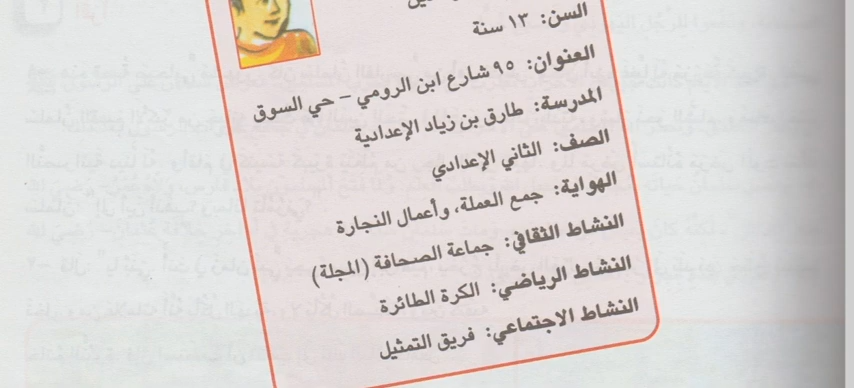 السن: ١٣ سنة
العنوان: ٩٥ شارع ابن الرومي – حي السوق
المدرسة: طارق بن زياد الإعدادية
الصف: الثاني الإعدادي
الهواية: جمع العملة، وأعمال النجارة
النشاط الثقافي: جماعة الصحافة (المجلة)
النشاط الرياضي: الكرة الطائرة
النشاط الاجتماعي: فريق التمثيل